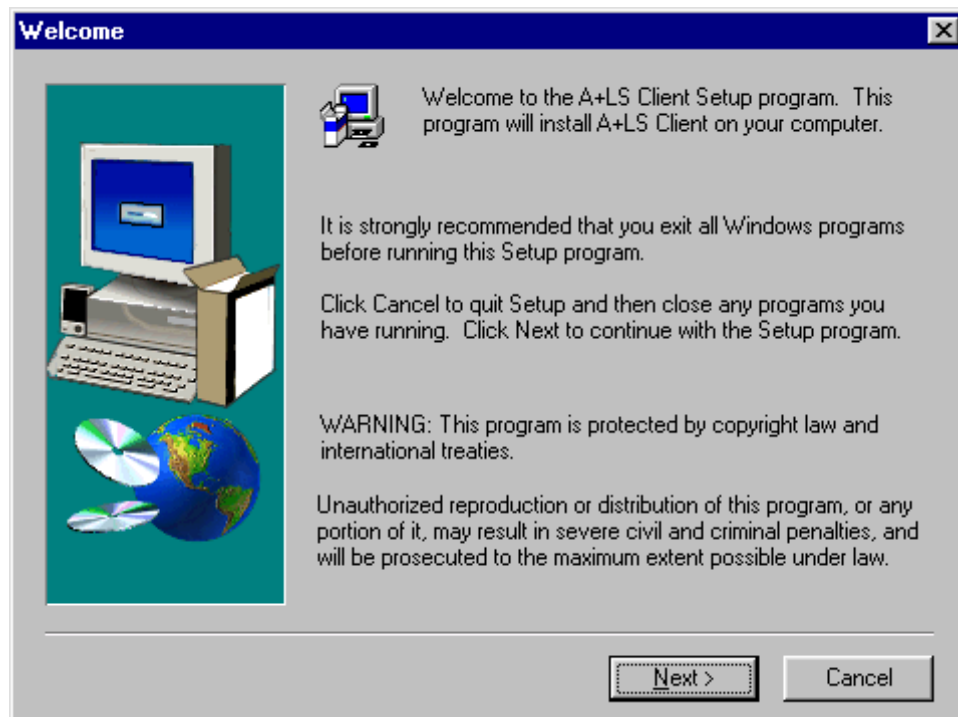 Welcome
Welcome to the A+LS Client Setup program.  This
program will install A+LS Client on your computer.
It is strongly recommended that you exit all Windows programs
before running this Setup program.
Click Cancel to quit Setup and then close any programs you
have running.  Click Next to continue with the Setup program.
WARNING: This program is protected by copyright law and
international treaties.
Unauthorized reproduction or distribution of this program, or any
portion of it, may result in severe civil and criminal penalties, and
will be prosecuted to the maximum extent possible under law.
Next >
Cancel